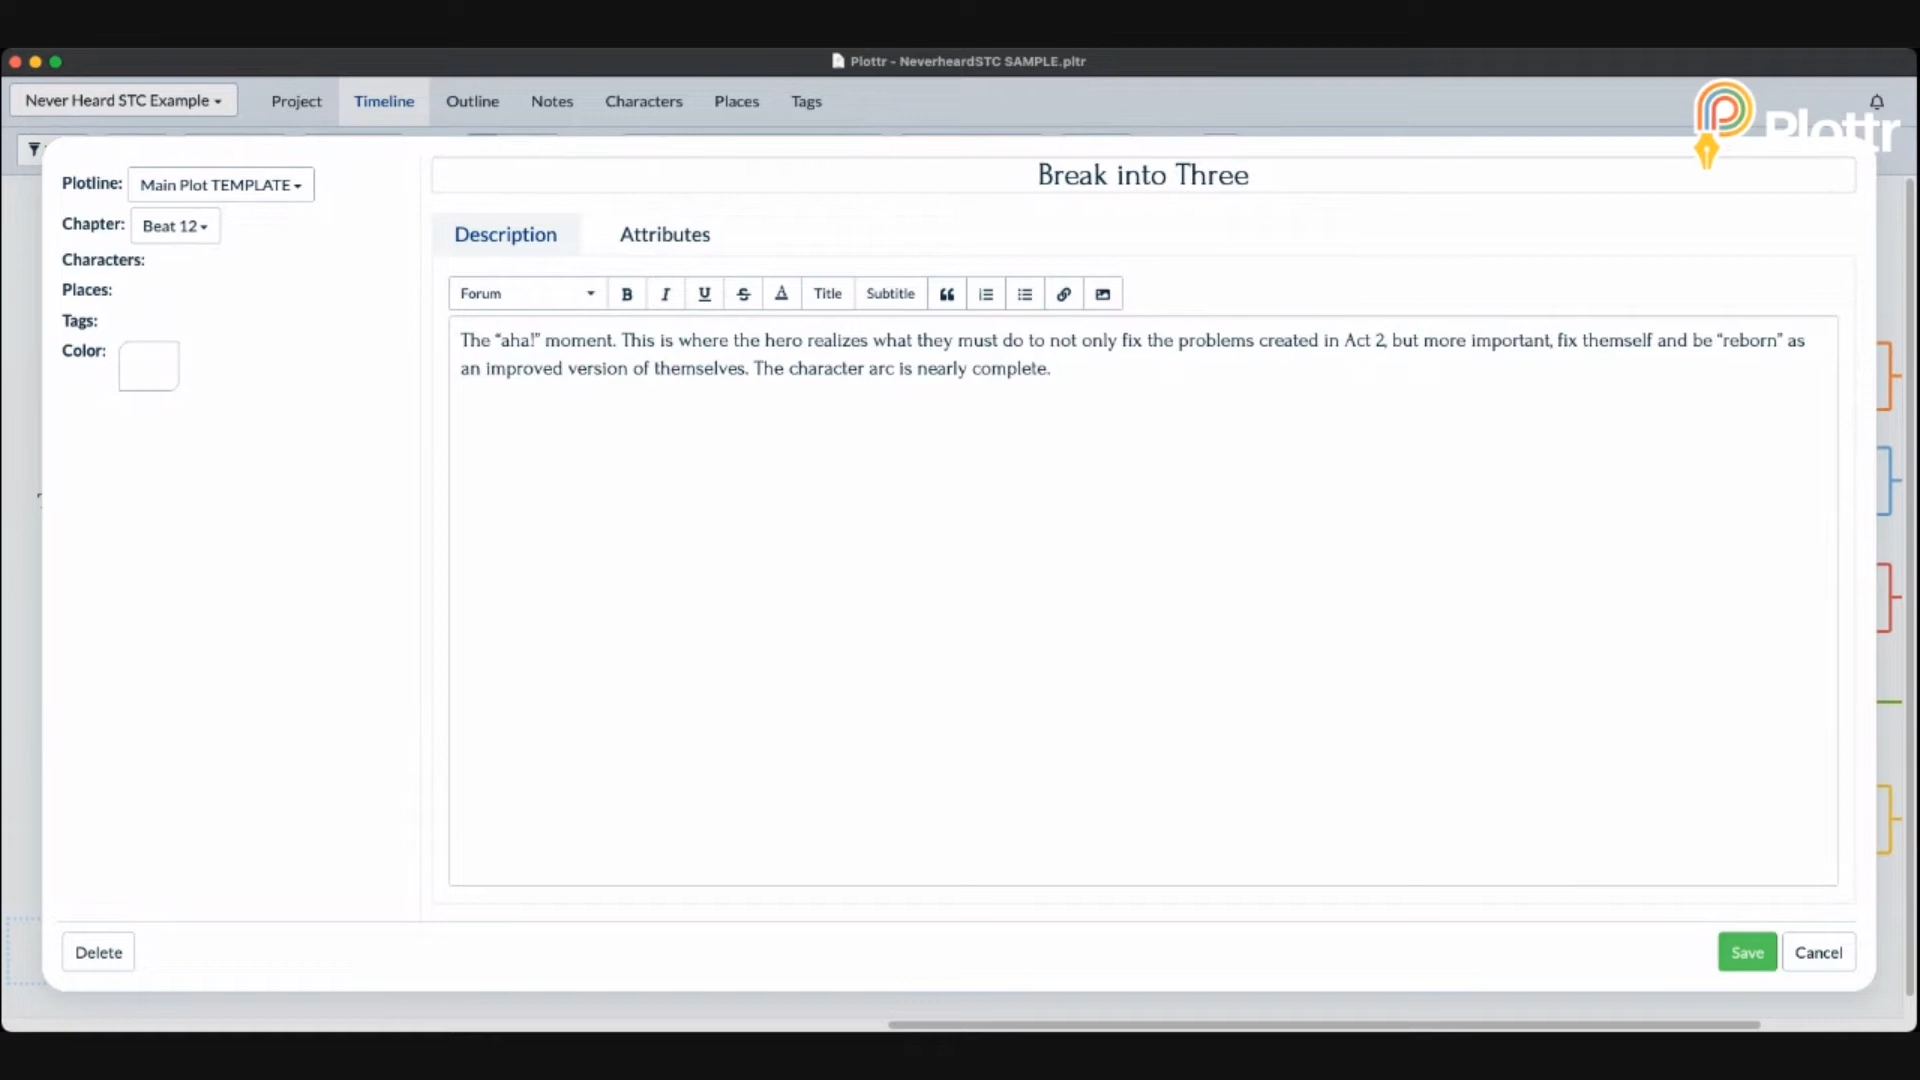 Plottr - NeverheardSTC SAMPLE.pltr
Never Heard STC Example
Project
Timeline
Outline
Notes
Characters
Places
Tags
Plottr
Plotline: Main Plot TEMPLATE
Chapter: Beat 12
Characters:
Places:
Tags:
Color:
Break into Three
Description
Attributes
Forum
B I U S A Title Subtitle
The “aha!” moment. This is where the hero realizes what they must do to not only fix the problems created in Act 2, but more important, fix themself and be “reborn” as
an improved version of themselves. The character arc is nearly complete.
Delete
Save
Cancel